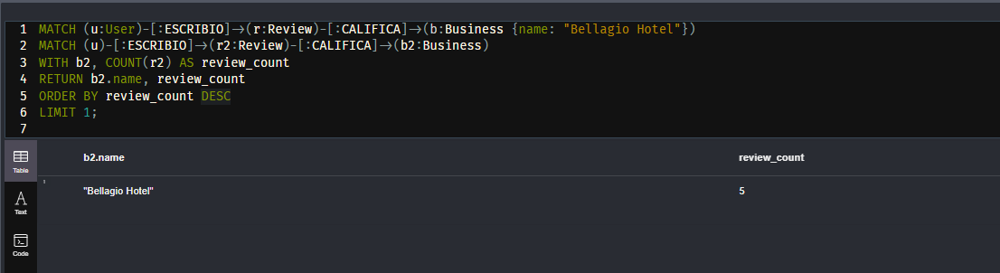 1 MATCH (u:User)-[:ESCRIBIO]→(r:Review)-[:CALIFICA]→(b:Business {name: "Bellagio Hotel"})
2 MATCH (u)-[:ESCRIBIO]→(r2:Review)-[:CALIFICA]→(b2:Business)
3 WITH b2, COUNT(r2) AS review_count
4 RETURN b2.name, review_count
5 ORDER BY review_count DESC
6 LIMIT 1;
7
b2.name review_count
Table
"Bellagio Hotel" 5
A
Text
Code